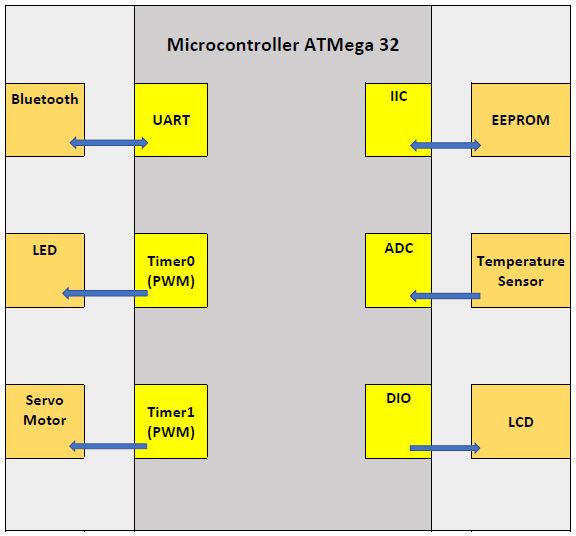 Microcontroller ATMega 32
Bluetooth
UART
IIC
EEPROM
LED
Timer0
(PWM)
ADC
Temperature
Sensor
Servo
Motor
Timer1
(PWM)
DIO
LCD